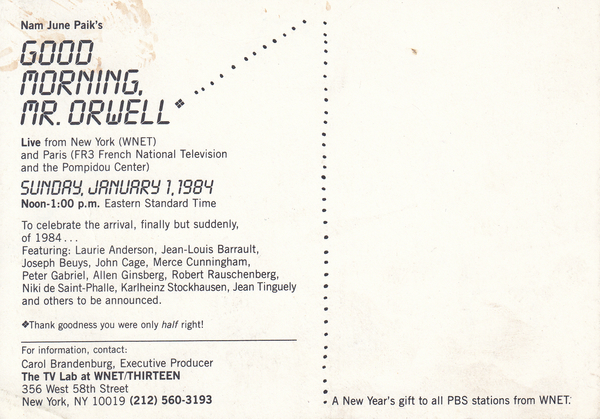 Nam June Paik's
GOOD
MORNING,
MR. ORWELL❖
Live from New York (WNET)
and Paris (FR3 French National Television
and the Pompidou Center)
SUNDAY, JANUARY 1, 1984
Noon-1:00 p.m. Eastern Standard Time
To celebrate the arrival, finally but suddenly,
of 1984...
Featuring: Laurie Anderson, Jean-Louis Barrault,
Joseph Beuys, John Cage, Merce Cunningham,
Peter Gabriel, Allen Ginsberg, Robert Rauschenberg,
Niki de Saint-Phalle, Karlheinz Stockhausen, Jean Tinguely
and others to be announced.
❖Thank goodness you were only half right!
For information, contact:
Carol Brandenburg, Executive Producer
The TV Lab at WNET/THIRTEEN
356 West 58th Street
New York, NY 10019 (212) 560-3193
A New Year's gift to all PBS stations from WNET.